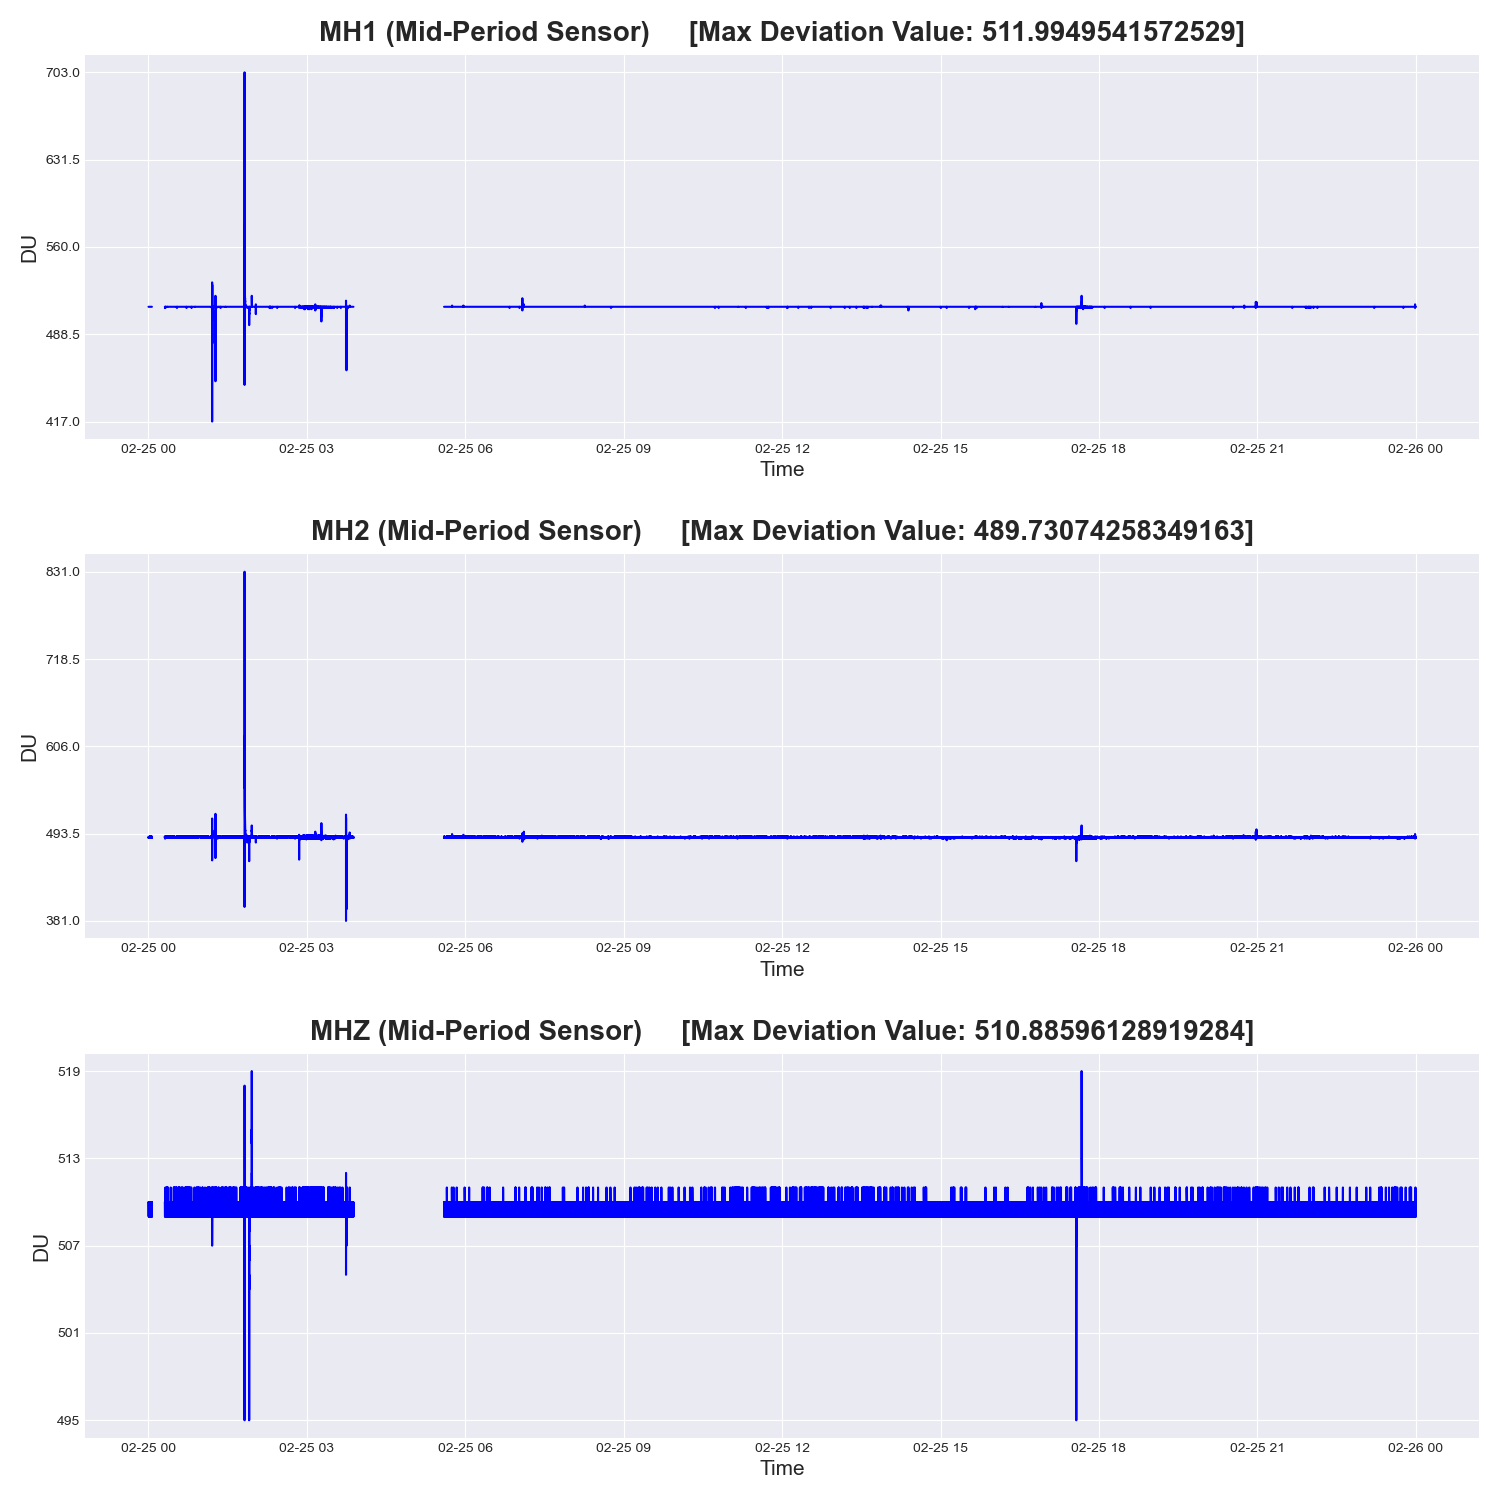 MH1 (Mid-Period Sensor) [Max Deviation Value: 511.9949541572529]
703.0
631.5
560.0
488.5
417.0
DU
02-25 00 02-25 03 02-25 06 02-25 09 02-25 12 02-25 15 02-25 18 02-25 21 02-26 00
Time
MH2 (Mid-Period Sensor) [Max Deviation Value: 489.73074258349163]
831.0
718.5
606.0
493.5
381.0
DU
02-25 00 02-25 03 02-25 06 02-25 09 02-25 12 02-25 15 02-25 18 02-25 21 02-26 00
Time
MHZ (Mid-Period Sensor) [Max Deviation Value: 510.88596128919284]
519
513
507
501
495
DU
02-25 00 02-25 03 02-25 06 02-25 09 02-25 12 02-25 15 02-25 18 02-25 21 02-26 00
Time